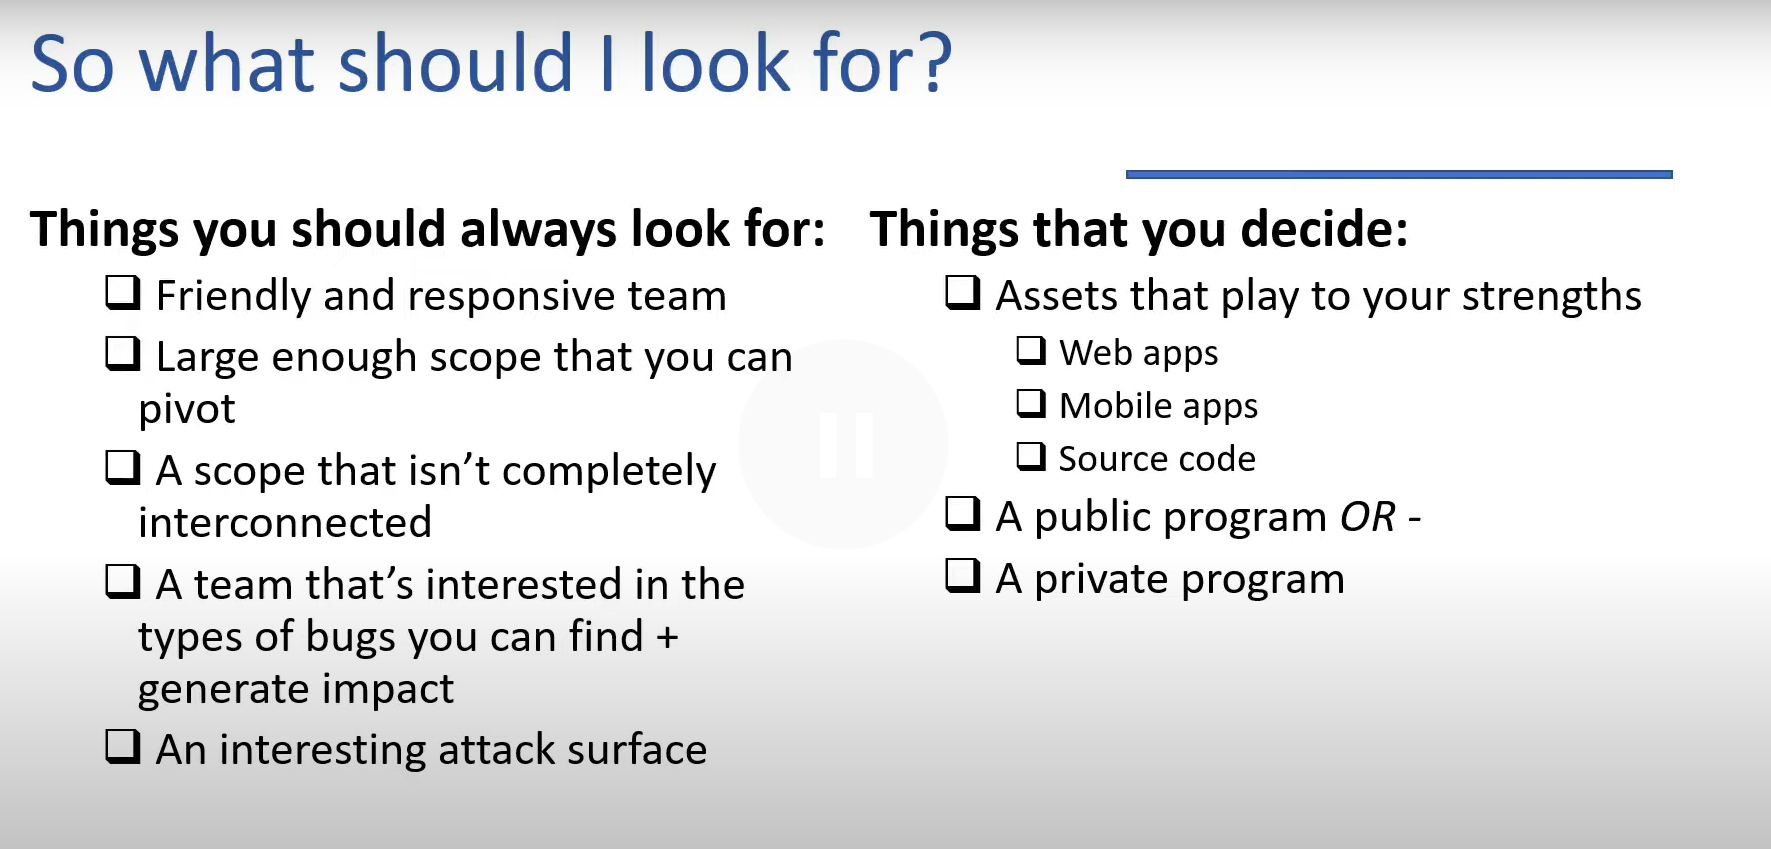 So what should I look for?
Things you should always look for:
❑ Friendly and responsive team
❑ Large enough scope that you can
pivot
❑ A scope that isn’t completely
interconnected
❑ A team that’s interested in the
types of bugs you can find +
generate impact
❑ An interesting attack surface
Things that you decide:
❑ Assets that play to your strengths
❑ Web apps
❑ Mobile apps
❑ Source code
❑ A public program OR -
❑ A private program